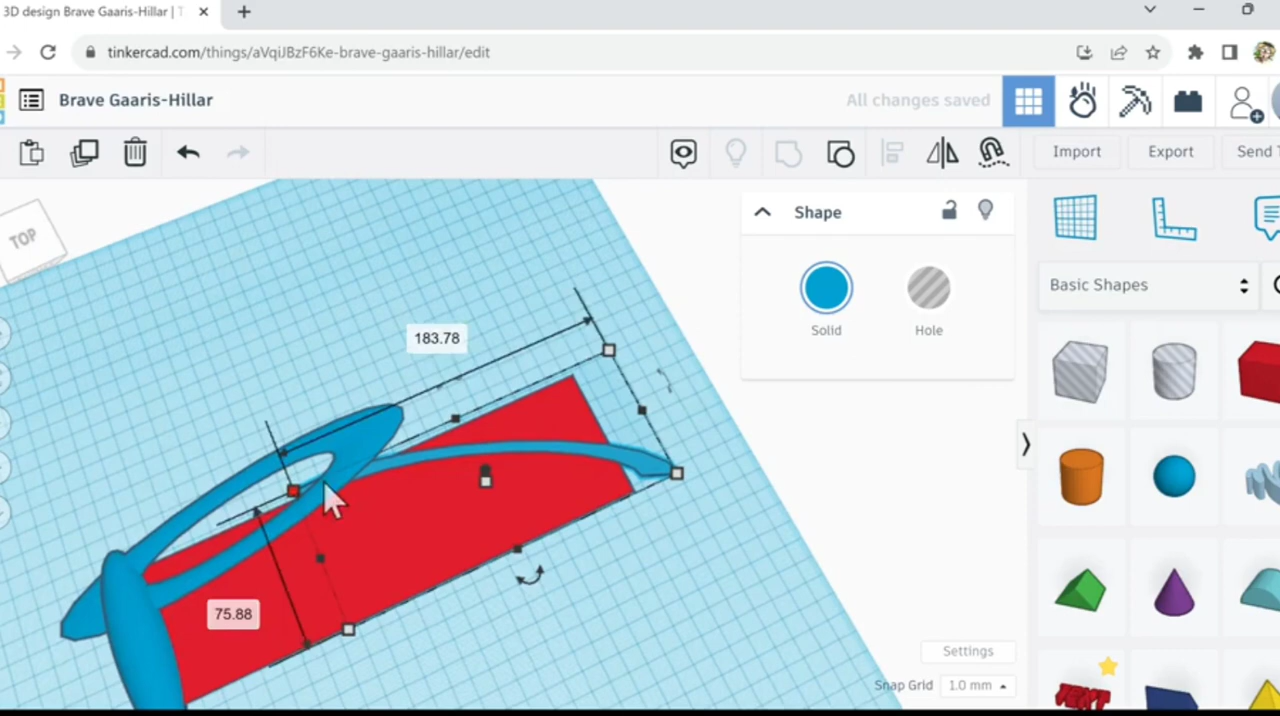 3D design Brave Gaaris-Hillar | T
tinkercad.com/things/aVqiJBzF6Ke-brave-gaaris-hillar/edit
Brave Gaaris-Hillar
All changes saved
Import
Export
Send T
TOP
Shape
Solid
Hole
Basic Shapes
183.78
75.88
Settings
Snap Grid
1.0 mm
TEXT